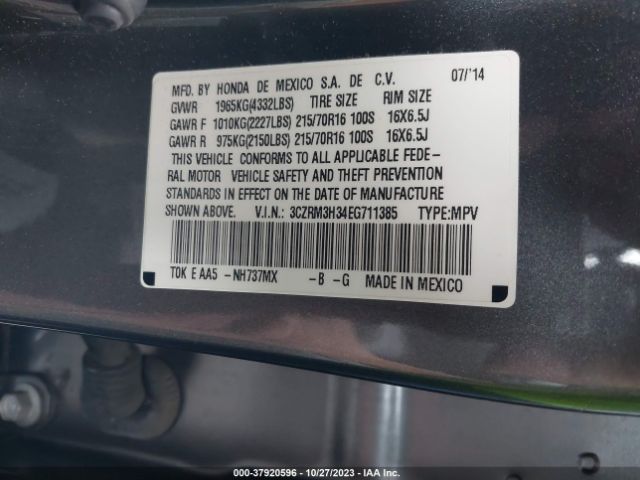 MFD. BY HONDA DE MEXICO S.A. DE C.V. 07/'14
GVWR 1965KG(4332LBS) TIRE SIZE RIM SIZE
GAWR F 1010KG(2227LBS) 215/70R16 100S 16X6.5J
GAWR R 975KG(2150LBS) 215/70R16 100S 16X6.5J
THIS VEHICLE CONFORMS TO ALL APPLICABLE FEDE–
RAL MOTOR VEHICLE SAFETY AND THEFT PREVENTION
STANDARDS IN EFFECT ON THE DATE OF MANUFACTURE
SHOWN ABOVE. V.I.N.: 3CZRM3H34EG711385 TYPE:MPV
TOK E AA5 –NH737MX –B –G MADE IN MEXICO
000-37920596 - 10/27/2023 - IAA Inc.